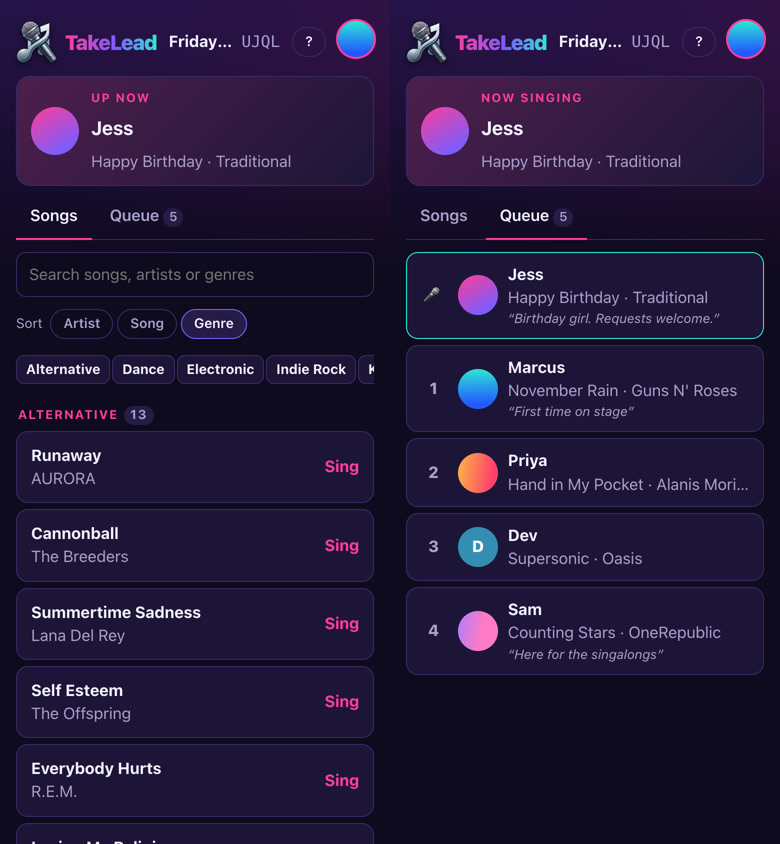 TakeLead Friday... UJQL ?
UP NOW
Jess
Happy Birthday · Traditional
Songs Queue 5
Search songs, artists or genres
Sort Artist Song Genre
Alternative Dance Electronic Indie Rock
ALTERNATIVE 13
Runaway
AURORA
Sing
Cannonball
The Breeders
Sing
Summertime Sadness
Lana Del Rey
Sing
Self Esteem
The Offspring
Sing
Everybody Hurts
R.E.M.
Sing
TakeLead Friday... UJQL ?
NOW SINGING
Jess
Happy Birthday · Traditional
Songs Queue 5
Jess
Happy Birthday · Traditional
“Birthday girl. Requests welcome.”
1
Marcus
November Rain · Guns N' Roses
“First time on stage”
2
Priya
Hand in My Pocket · Alanis Mori...
3
D
Dev
Supersonic · Oasis
4
Sam
Counting Stars · OneRepublic
“Here for the singalongs”